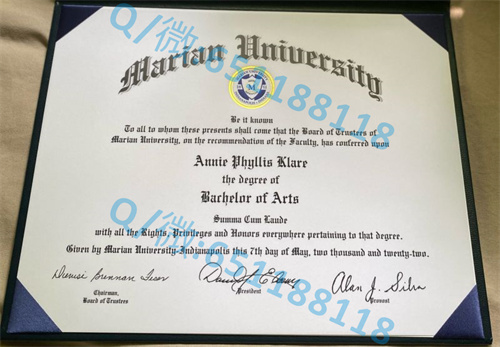 Q/微:651188118
Marian University
M
Be it known
To all to whom these presents shall come that the Board of Trustees of
Marian University, on the recommendation of the Faculty, has conferred upon
Annie Phyllis Klare
the degree of
Bachelor of Arts
Summa Cum Laude
with all the Rights, Privileges and Honors everywhere pertaining to that degree.
Given by Marian University-Indianapolis this 7th day of May, two thousand and twenty-two.
Q/微:651188118
Alan J. Silva
Chairman,
Board of Trustees
President
Provost